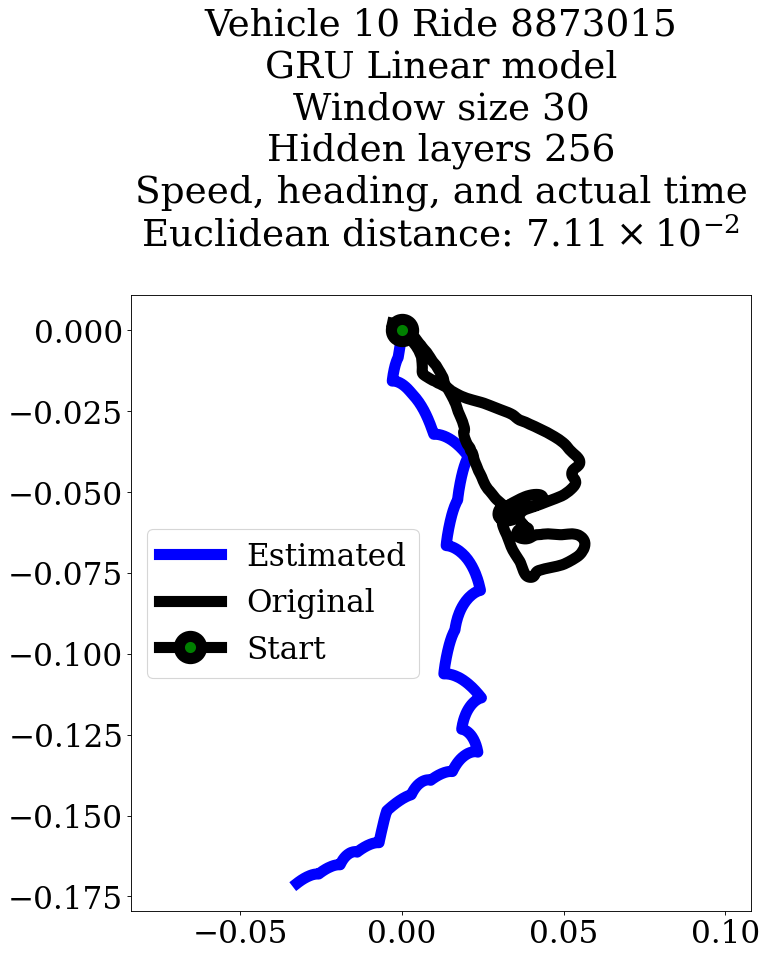 Vehicle 10 Ride 8873015
GRU Linear model
Window size 30
Hidden layers 256
Speed, heading, and actual time
Euclidean distance: 7.11 × 10⁻²
0.000
−0.025
−0.050
−0.075
−0.100
−0.125
−0.150
−0.175
Estimated
Original
Start
−0.05
0.00
0.05
0.10